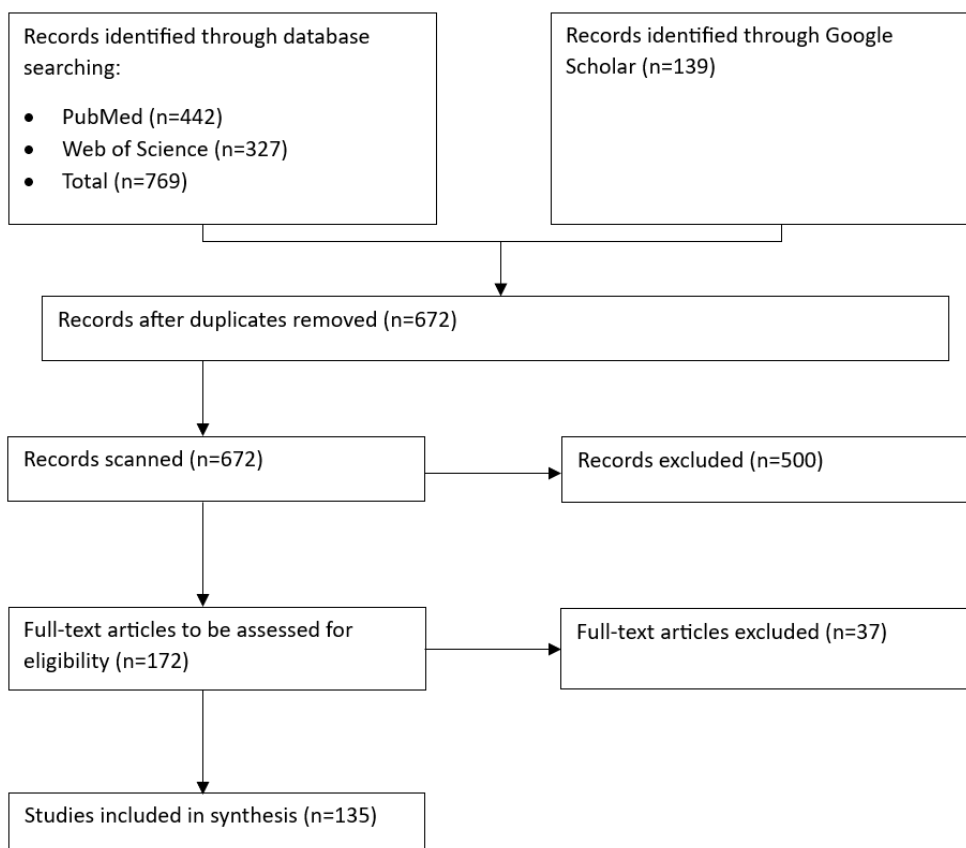 Records identified through database
searching:
• PubMed (n=442)
• Web of Science (n=327)
• Total (n=769)
Records identified through Google
Scholar (n=139)
Records after duplicates removed (n=672)
Records scanned (n=672)
Records excluded (n=500)
Full-text articles to be assessed for
eligibility (n=172)
Full-text articles excluded (n=37)
Studies included in synthesis (n=135)